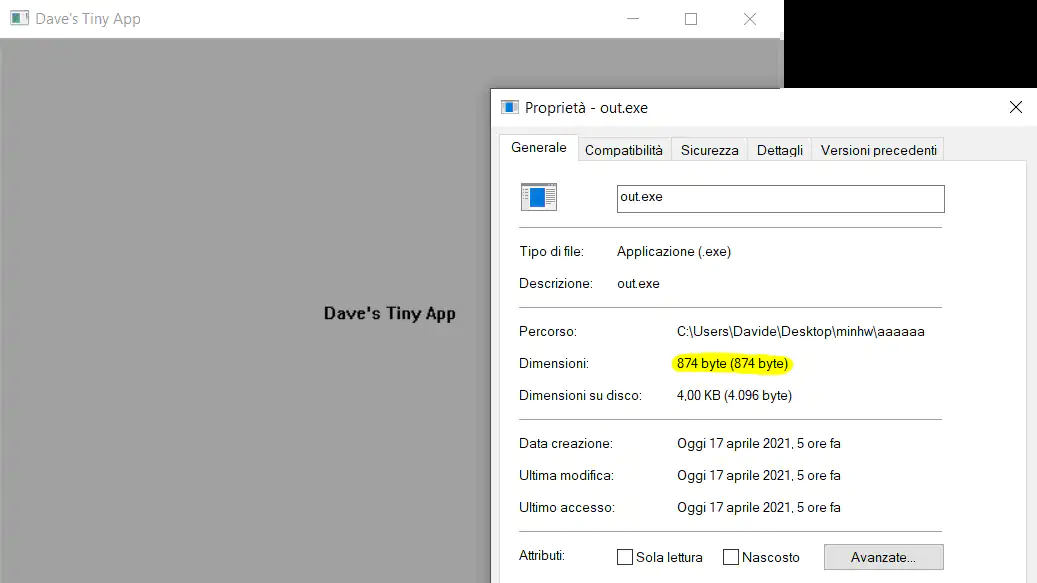 Dave's Tiny App
Dave's Tiny App
Proprietà - out.exe
Generale Compatibilità Sicurezza Dettagli Versioni precedenti
out.exe
Tipo di file: Applicazione (.exe)
Descrizione: out.exe
Percorso: C:\Users\Davide\Desktop\minhw\aaaaaa
Dimensioni: 874 byte (874 byte)
Dimensioni su disco: 4,00 KB (4.096 byte)
Data creazione: Oggi 17 aprile 2021, 5 ore fa
Ultima modifica: Oggi 17 aprile 2021, 5 ore fa
Ultimo accesso: Oggi 17 aprile 2021, 5 ore fa
Attributi: Sola lettura Nascosto Avanzate...